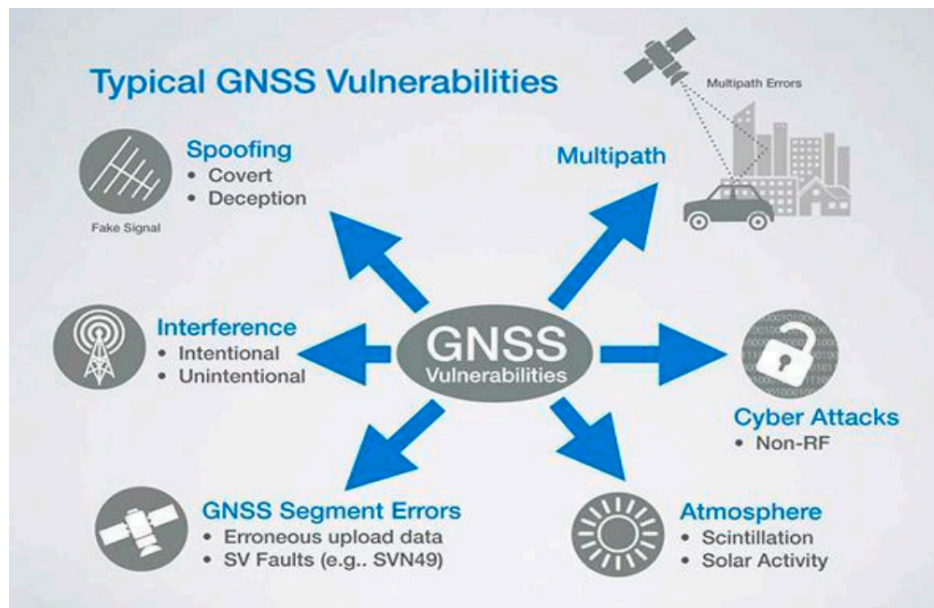 Typical GNSS Vulnerabilities
Multipath Errors
Spoofing
• Covert
• Deception
Fake Signal
Multipath
Interference
• Intentional
• Unintentional
GNSS
Vulnerabilities
Cyber Attacks
• Non-RF
GNSS Segment Errors
• Erroneous upload data
• SV Faults (e.g.. SVN49)
Atmosphere
• Scintillation
• Solar Activity